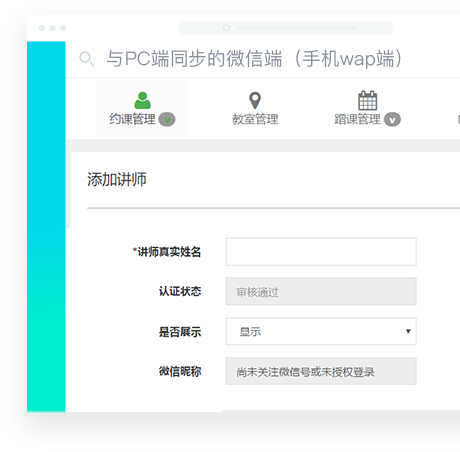 与PC端同步的微信端（手机wap端）
约课管理 v 教室管理 蹭课管理 v
添加讲师
*讲师真实姓名
认证状态 审核通过
是否展示 显示
微信昵称 尚未关注微信号或未授权登录